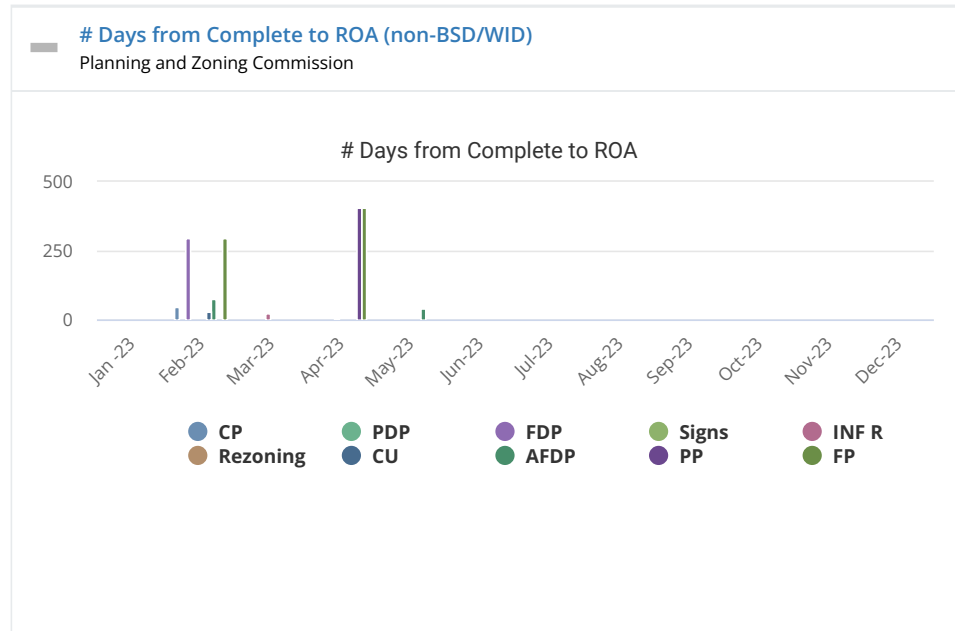 # Days from Complete to ROA (non-BSD/WID)
Planning and Zoning Commission
# Days from Complete to ROA
500
250
0
Jan -23 Feb-23 Mar-23 Apr-23 May-23 Jun-23 Jul-23 Aug-23 Sep-23 Oct-23 Nov-23 Dec-23
CP PDP FDP Signs INF R
Rezoning CU AFDP PP FP